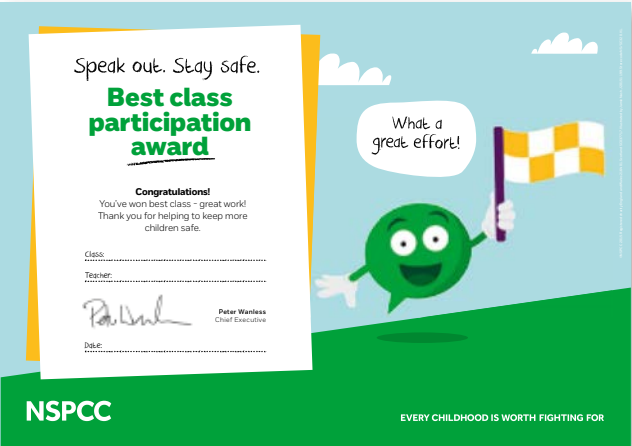 Speak out. Stay safe.
Best class
participation
award
Congratulations!
You've won best class – great work!
Thank you for helping to keep more
children safe.
Class:
Teacher:
Peter Wanless
Chief Executive
Date:
What a
great effort!
NSPCC
EVERY CHILDHOOD IS WORTH FIGHTING FOR